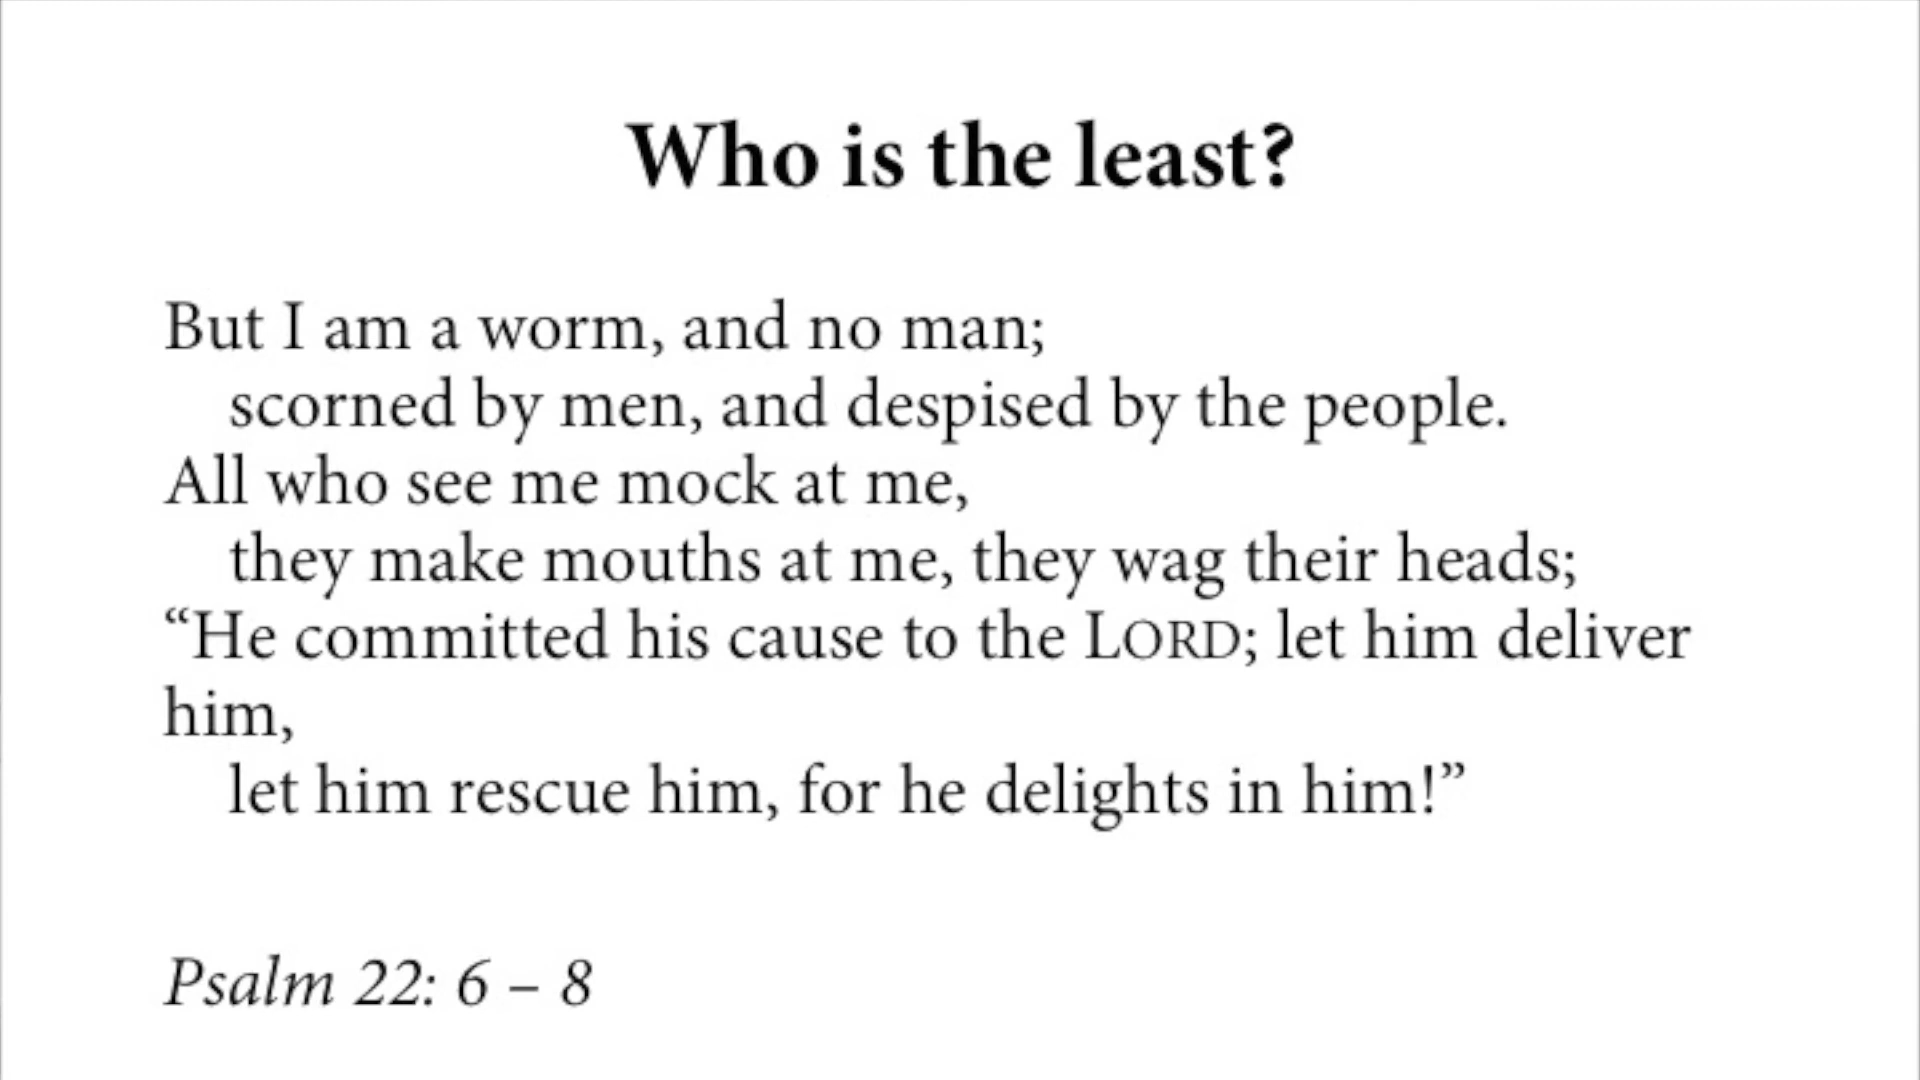 Who is the least?
But I am a worm, and no man;
scorned by men, and despised by the people.
All who see me mock at me,
they make mouths at me, they wag their heads;
“He committed his cause to the LORD; let him deliver
him,
let him rescue him, for he delights in him!”
Psalm 22: 6 – 8